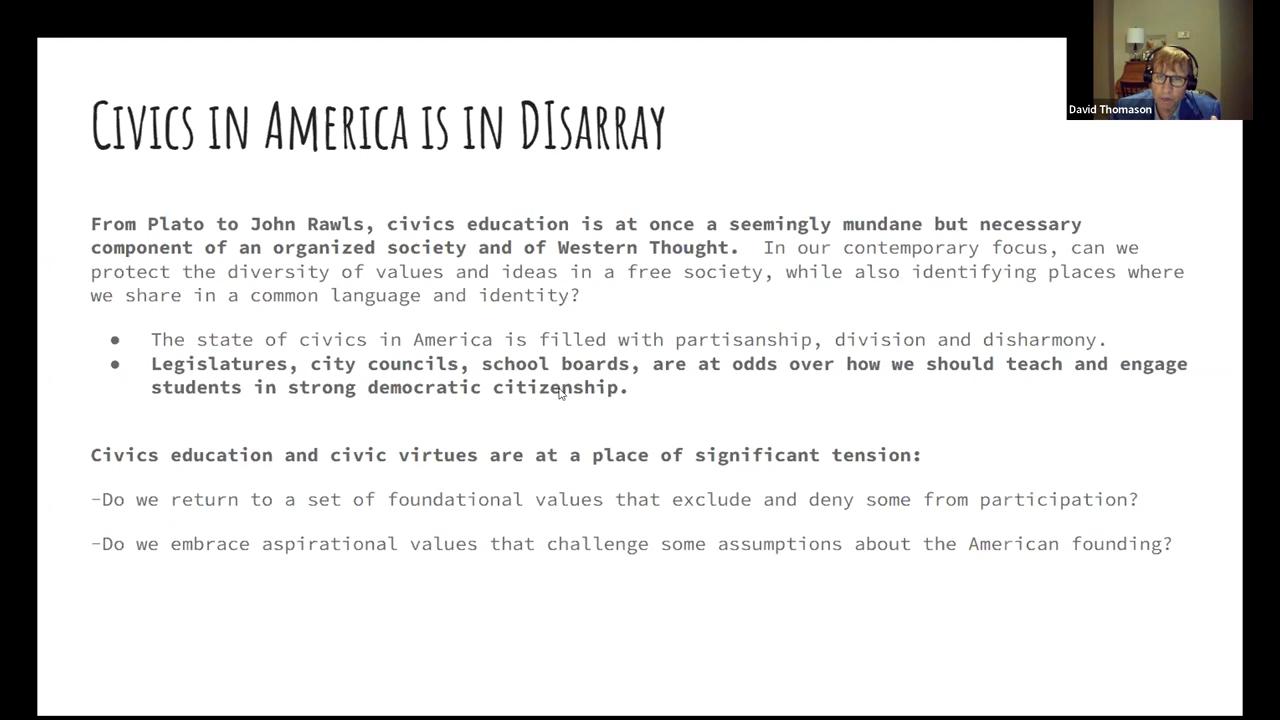 Civics in America is in DIsarray
David Thomason
From Plato to John Rawls, civics education is at once a seemingly mundane but necessary
component of an organized society and of Western Thought. In our contemporary focus, can we
protect the diversity of values and ideas in a free society, while also identifying places where
we share in a common language and identity?
● The state of civics in America is filled with partisanship, division and disharmony.
● Legislatures, city councils, school boards, are at odds over how we should teach and engage
students in strong democratic citizenship.
Civics education and civic virtues are at a place of significant tension:
-Do we return to a set of foundational values that exclude and deny some from participation?
-Do we embrace aspirational values that challenge some assumptions about the American founding?